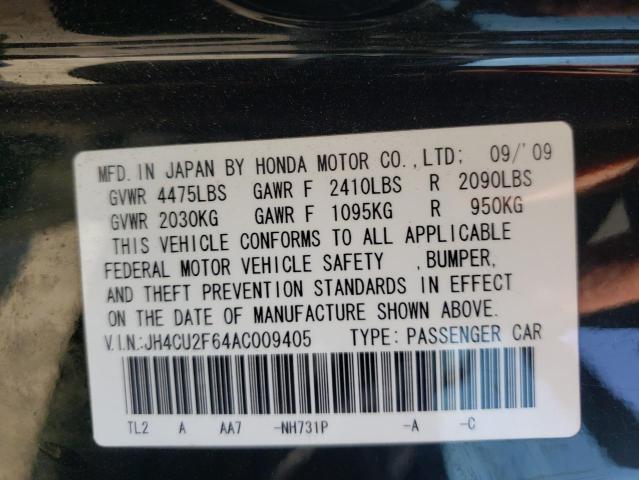 MFD. IN JAPAN BY HONDA MOTOR CO., LTD; 09/'09
GVWR 4475LBS GAWR F 2410LBS R 2090LBS
GVWR 2030KG GAWR F 1095KG R 950KG
THIS VEHICLE CONFORMS TO ALL APPLICABLE
FEDERAL MOTOR VEHICLE SAFETY ,BUMPER,
AND THEFT PREVENTION STANDARDS IN EFFECT
ON THE DATE OF MANUFACTURE SHOWN ABOVE.
V.I.N:JH4CU2F64AC009405 TYPE: PASSENGER CAR
TL2 A AA7 -NH731P -A -C